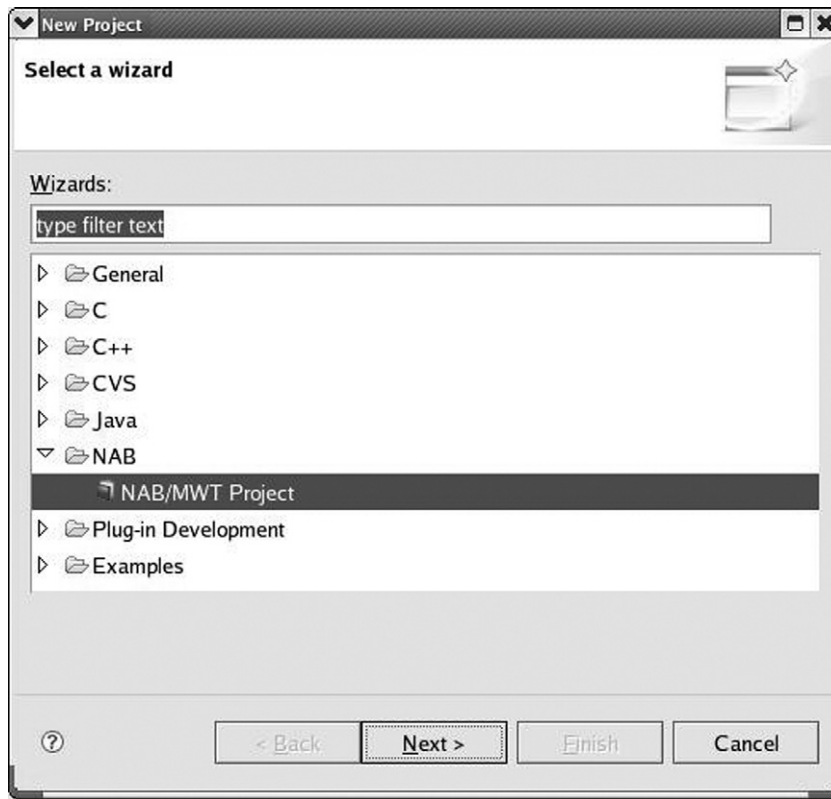 New Project
Select a wizard
Wizards:
type filter text
General
C
C++
CVS
Java
NAB
NAB/MWT Project
Plug-in Development
Examples
?
< Back
Next >
Finish
Cancel